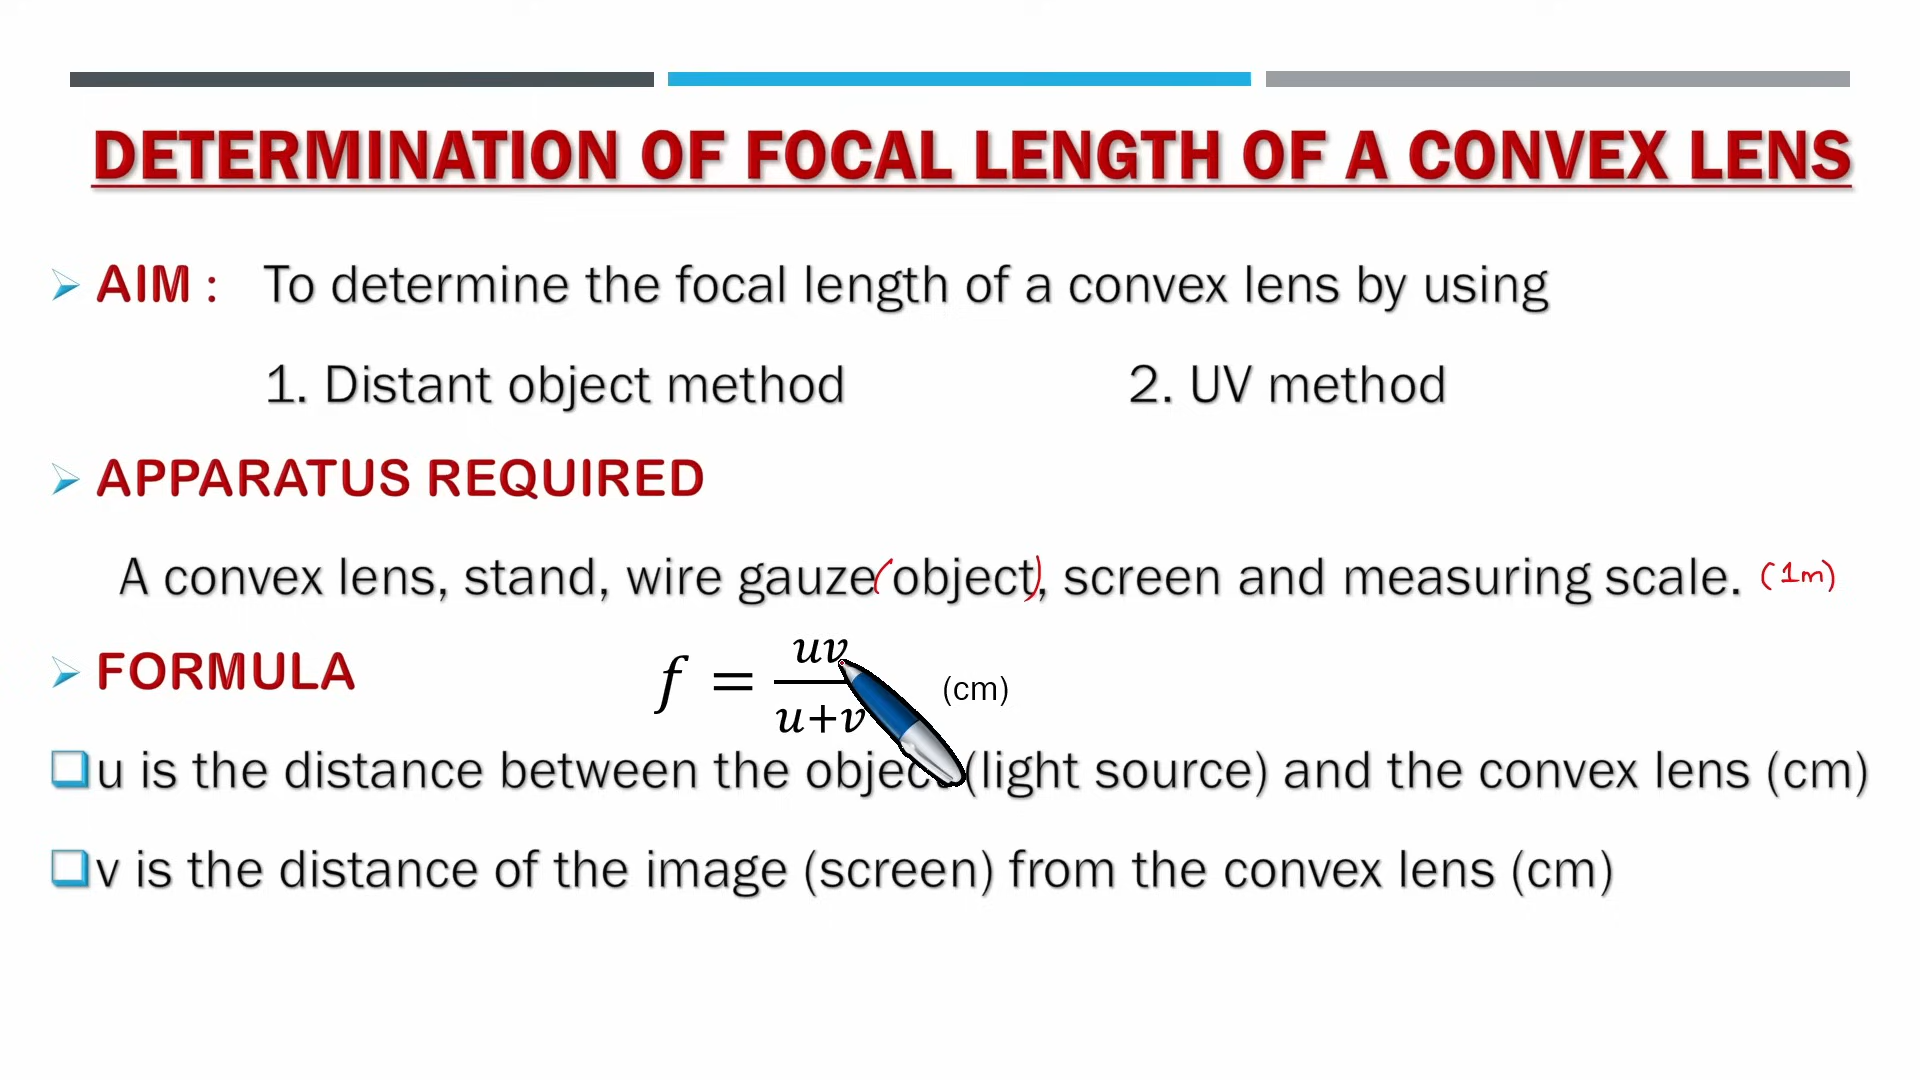 DETERMINATION OF FOCAL LENGTH OF A CONVEX LENS
AIM : To determine the focal length of a convex lens by using
1. Distant object method 2. UV method
APPARATUS REQUIRED
A convex lens, stand, wire gauze(object), screen and measuring scale. (1m)
FORMULA f = uv / u+v (cm)
u is the distance between the object (light source) and the convex lens (cm)
v is the distance of the image (screen) from the convex lens (cm)